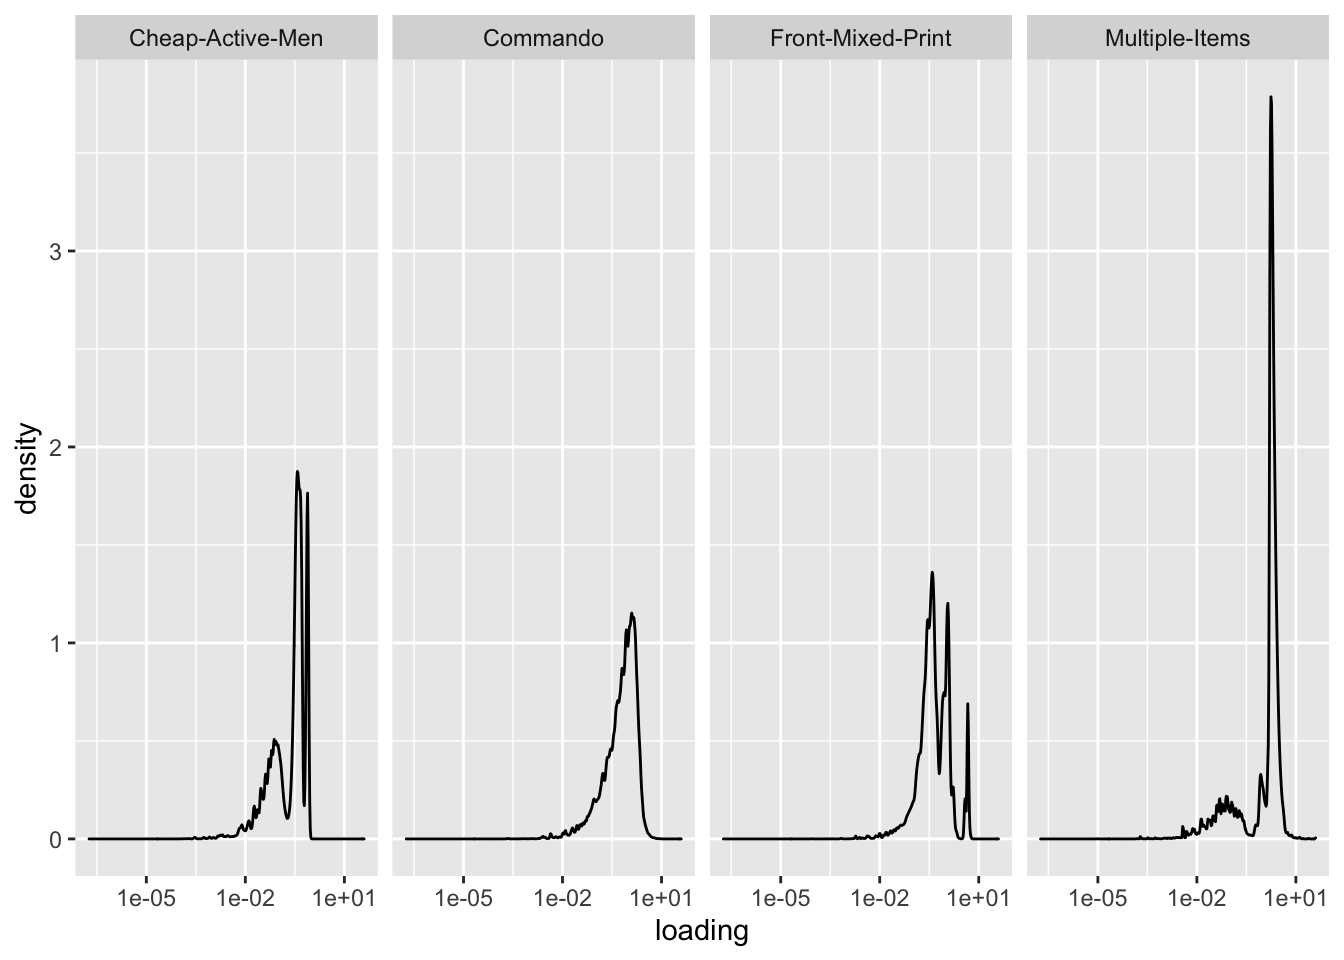 Cheap-Active-Men Commando Front-Mixed-Print Multiple-Items
3
2
1
0
density
1e-05 1e-02 1e+01 1e-05 1e-02 1e+01 1e-05 1e-02 1e+01 1e-05 1e-02 1e+01
loading